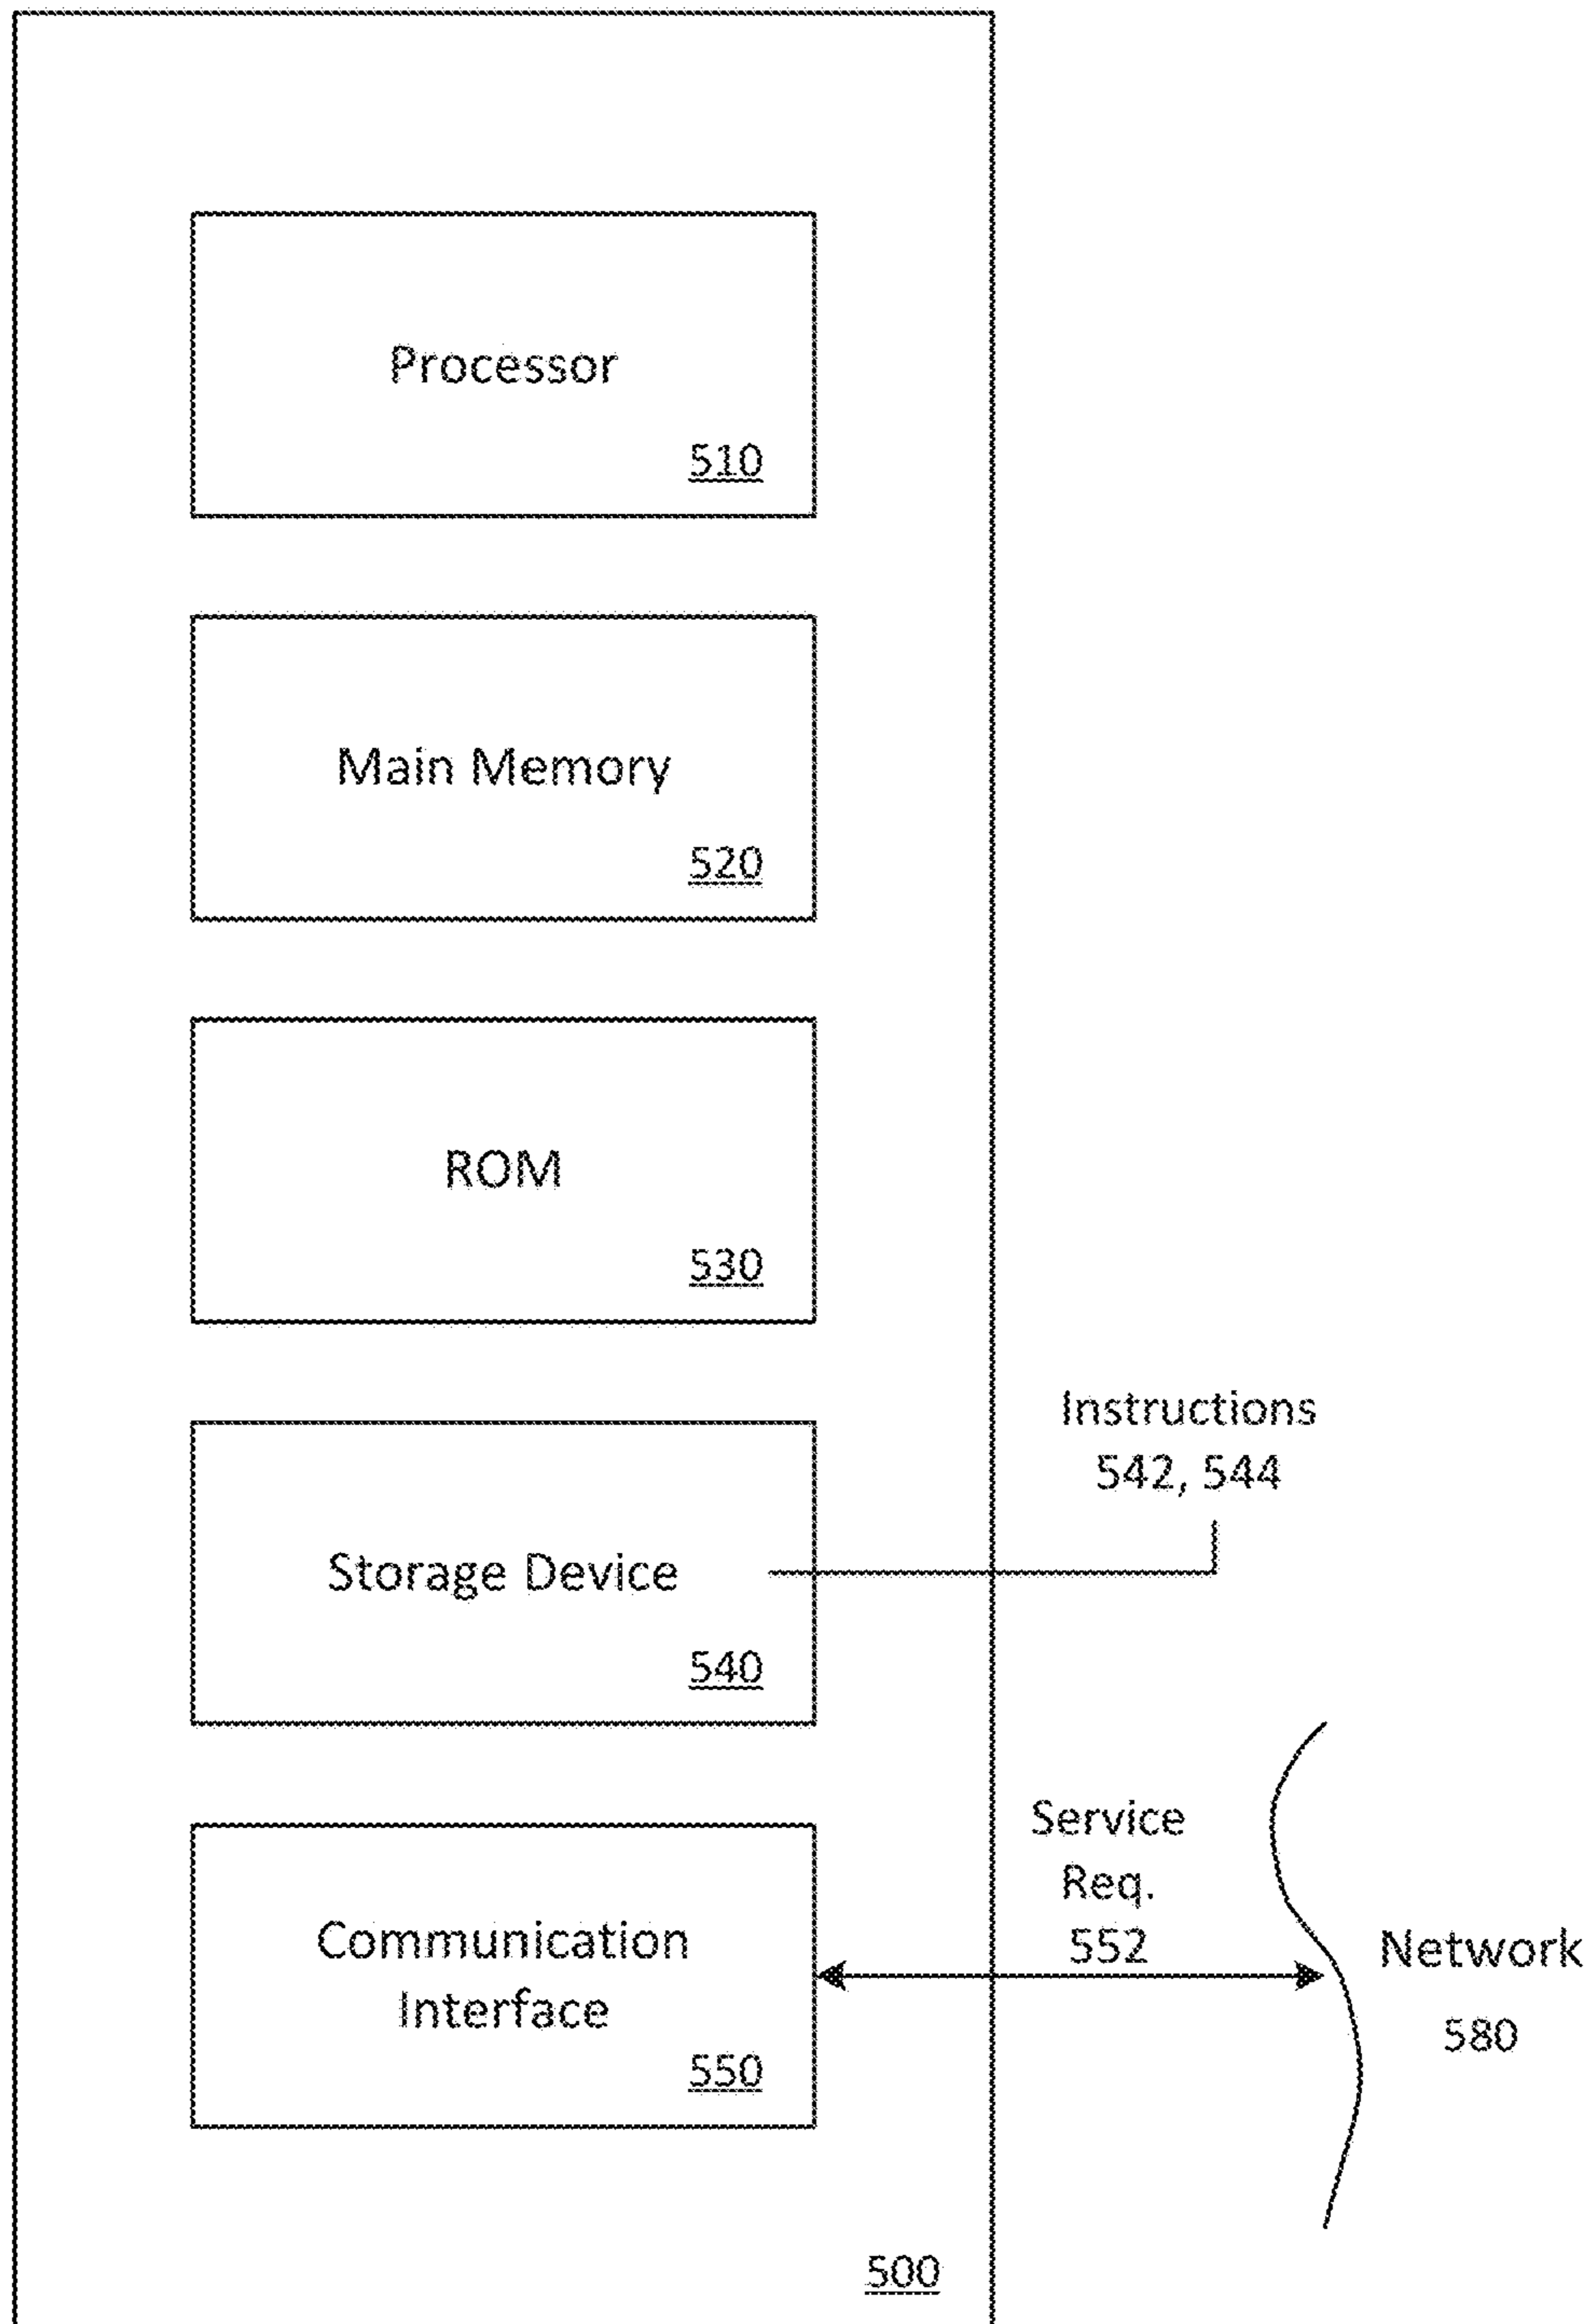 Processor
510
Main Memory
520
ROM
530
Instructions
542, 544
Storage Device
540
Service
Req.
552
Communication
Interface
550
Network
580
500